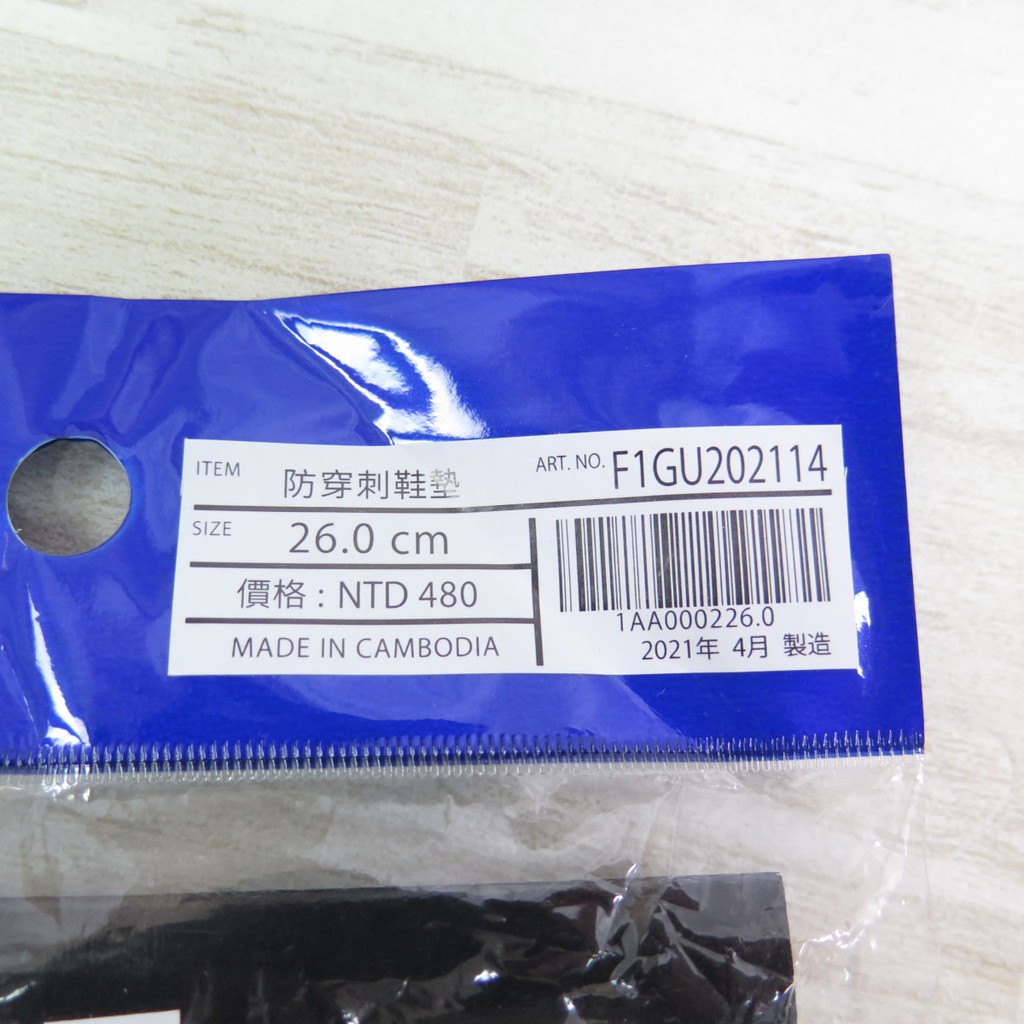 ITEM 防穿刺鞋墊 ART. NO. F1GU202114
SIZE 26.0 cm
價格 : NTD 480
MADE IN CAMBODIA
1AA000226.0
2021年 4月 製造